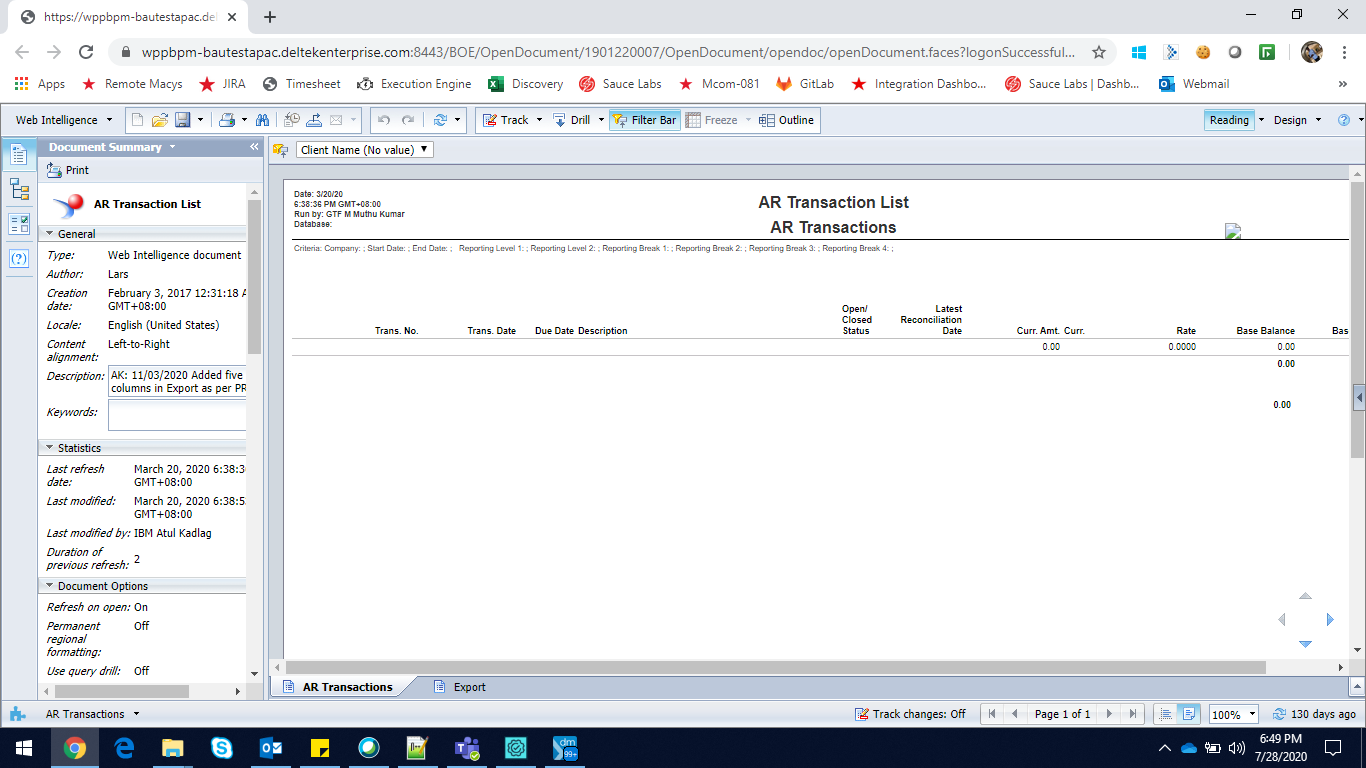 https://wppbpm-bautestapac.del
wppbpm-bautestapac.deltekenterprise.com:8443/BOE/OpenDocument/1901220007/OpenDocument/opendoc/openDocument.faces?logonSuccessful...
Apps Remote Macys JIRA Timesheet Execution Engine Discovery Sauce Labs Mcom-081 GitLab Integration Dashbo... Sauce Labs | Dashb... Webmail »
Web Intelligence Track Drill Filter Bar Freeze Outline Reading Design
Document Summary «
Client Name (No value)
Print
AR Transaction List
General
Type: Web Intelligence document
Author: Lars
Creation date: February 3, 2017 12:31:18 A
GMT+08:00
Locale: English (United States)
Content alignment: Left-to-Right
Description: AK: 11/03/2020 Added five
columns in Export as per PR
Keywords:
Statistics
Last refresh date: March 20, 2020 6:38:3
GMT+08:00
Last modified: March 20, 2020 6:38:5
GMT+08:00
Last modified by: IBM Atul Kadlag
Duration of previous refresh: 2
Document Options
Refresh on open: On
Permanent regional formatting: Off
Use query drill: Off
Date: 3/20/20
6:38:36 PM GMT+08:00
Run by: GTF M Muthu Kumar
Database:
AR Transaction List
AR Transactions
Criteria: Company: ; Start Date: ; End Date: ; Reporting Level 1: ; Reporting Level 2: ; Reporting Break 1: ; Reporting Break 2: ; Reporting Break 3: ; Reporting Break 4: ;
Trans. No. Trans. Date Due Date Description Open/ Closed Status Latest Reconciliation Date Curr. Amt. Curr. Rate Base Balance Bas
0.00 0.0000 0.00
0.00
0.00
AR Transactions Export
AR Transactions Track changes: Off Page 1 of 1 100% 130 days ago
dm
99+
6:49 PM
7/28/2020